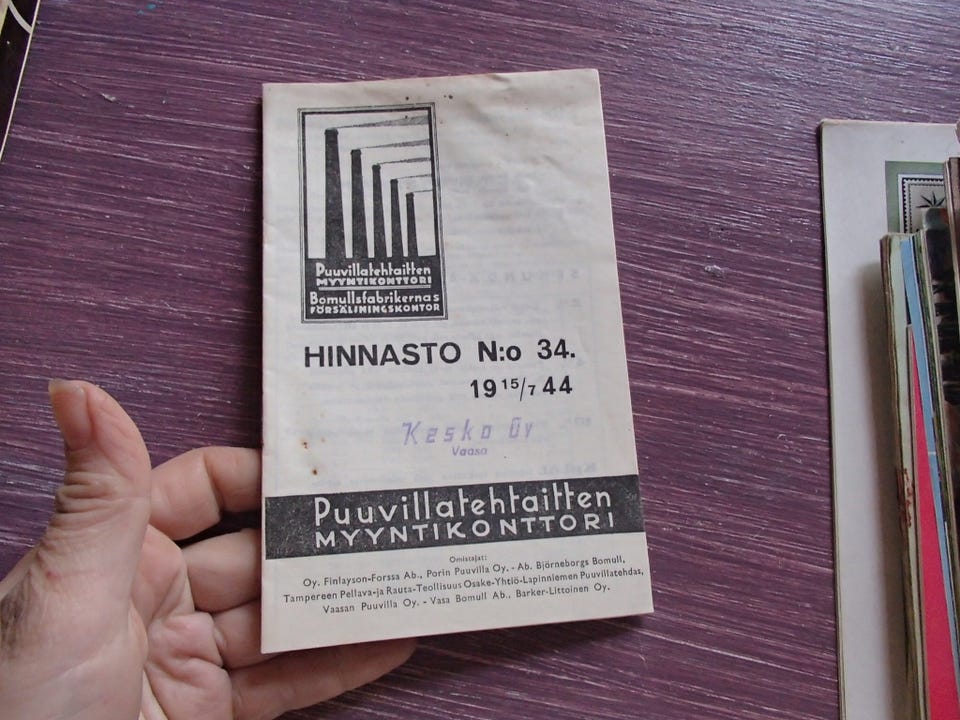 Puuvillatehtaitten
MYYNTIKONTTORI
Bomullsfabrikernas
FÖRSÄLJNINGSKONTOR
HINNASTO N:o 34.
19 15/7 44
Kesko Oy
Vaasa
Puuvillatehtaitten
MYYNTIKONTTORI
Omistajat:
Oy. Finlayson-Forssa Ab., Porin Puuvilla Oy. - Ab. Björneborgs Bomull,
Tampereen Pellava-ja Rauta-Teollisuus Osake-Yhtiö-Lapinniemen Puuvillatehdas,
Vaasan Puuvilla Oy. - Vasa Bomull Ab., Barker-Littoinen Oy.